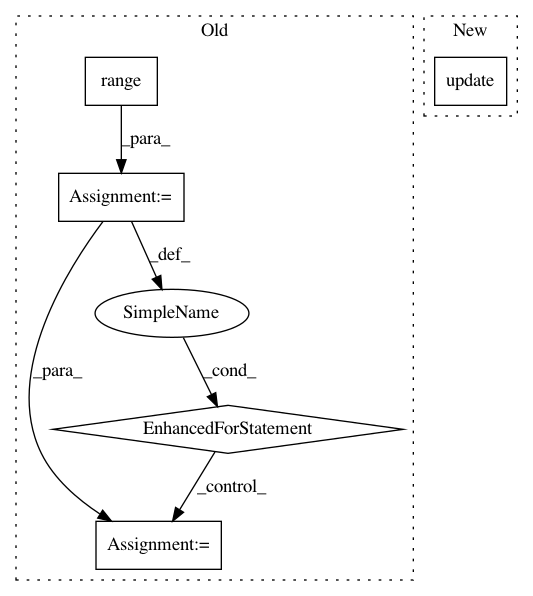 Old
New
range
update
_para_
Assignment:=
_def_
SimpleName
_para_
_cond_
EnhancedForStatement
_control_
Assignment:=